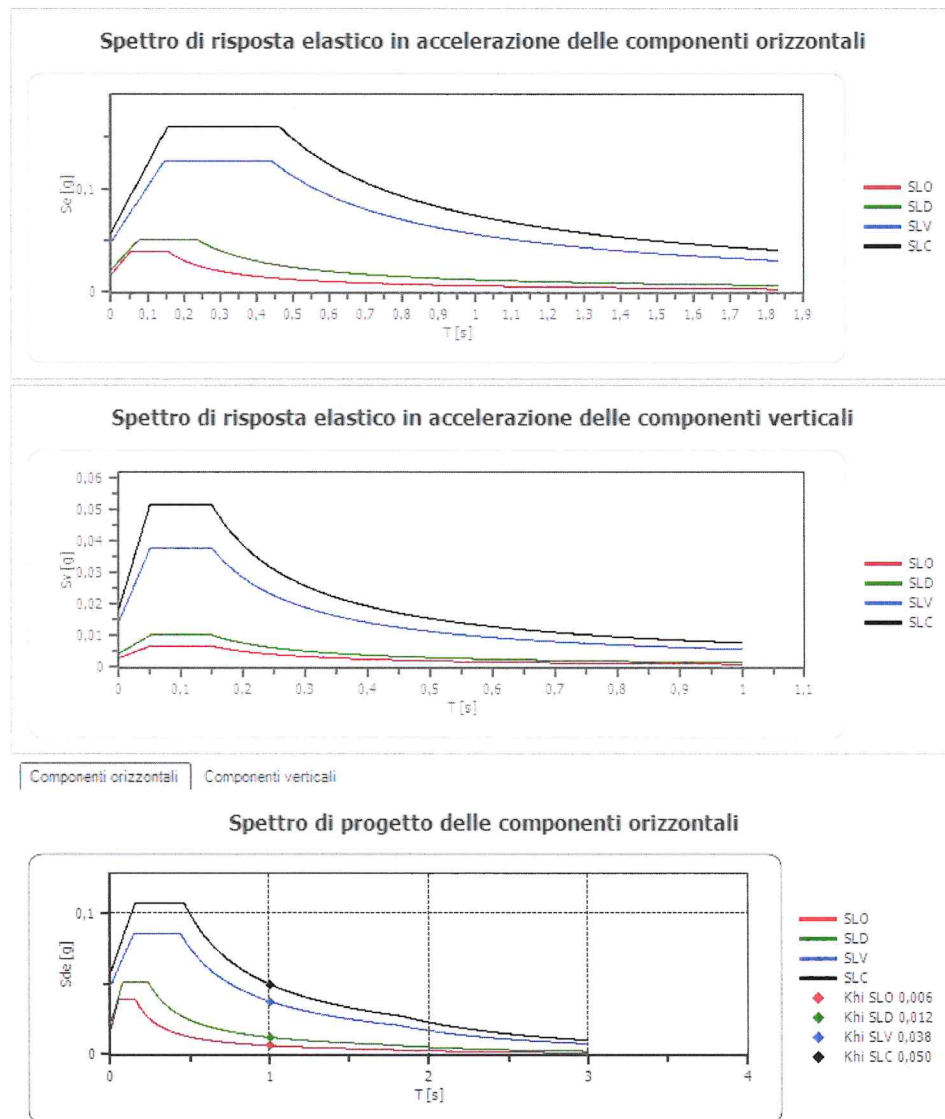 Spettro di risposta elastico in accelerazione delle componenti orizzontali
Se [g]
0,1
0
0 0,1 0,2 0,3 0,4 0,5 0,6 0,7 0,8 0,9 1 1,1 1,2 1,3 1,4 1,5 1,6 1,7 1,8 1,9
T [s]
SLO
SLD
SLV
SLC
Spettro di risposta elastico in accelerazione delle componenti verticali
Sv [g]
0,06
0,05
0,04
0,03
0,02
0,01
0
0 0,1 0,2 0,3 0,4 0,5 0,6 0,7 0,8 0,9 1 1,1
T [s]
SLO
SLD
SLV
SLC
Componenti orizzontali Componenti verticali
Spettro di progetto delle componenti orizzontali
Sde [g]
0,1
0
0 1 2 3 4
T [s]
SLO
SLD
SLV
SLC
Khi SLO 0,006
Khi SLD 0,012
Khi SLV 0,038
Khi SLC 0,050